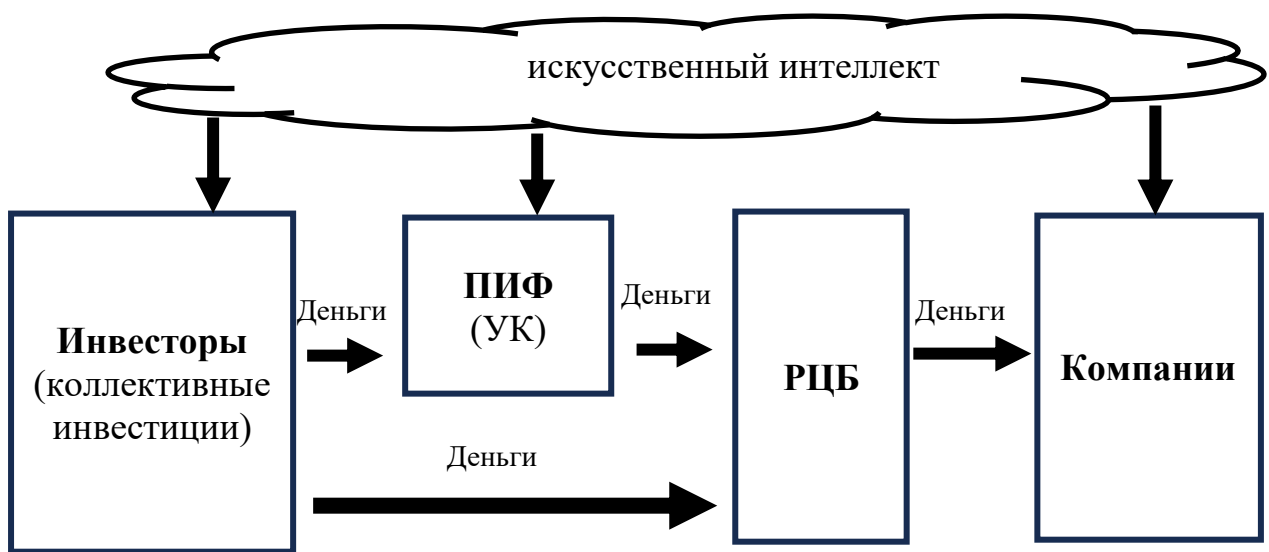 искусственный интеллект
Деньги
ПИФ
(УК)
Деньги
Деньги
Инвесторы
(коллективные
инвестиции)
РЦБ
Компании
Деньги